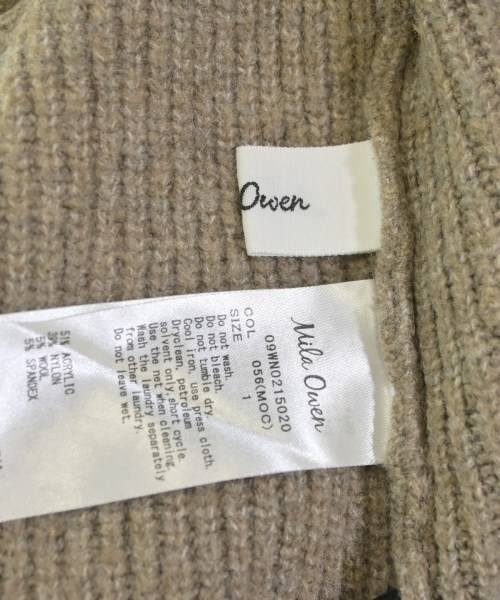 Owen
Mila Owen
09WN0215020
COL 056(MOC)
SIZE 1
Do not wash.
Do not bleach.
Do not tumble dry.
Cool iron, use press cloth.
Dryclean, petroleum
solvent only,short cycle.
Use the net when cleaning.
Wash the laundry separately
from other laundry.
Do not leave wet.
51% ACRYLIC
39% NYLON
5% WOOL
5% SPANDEX